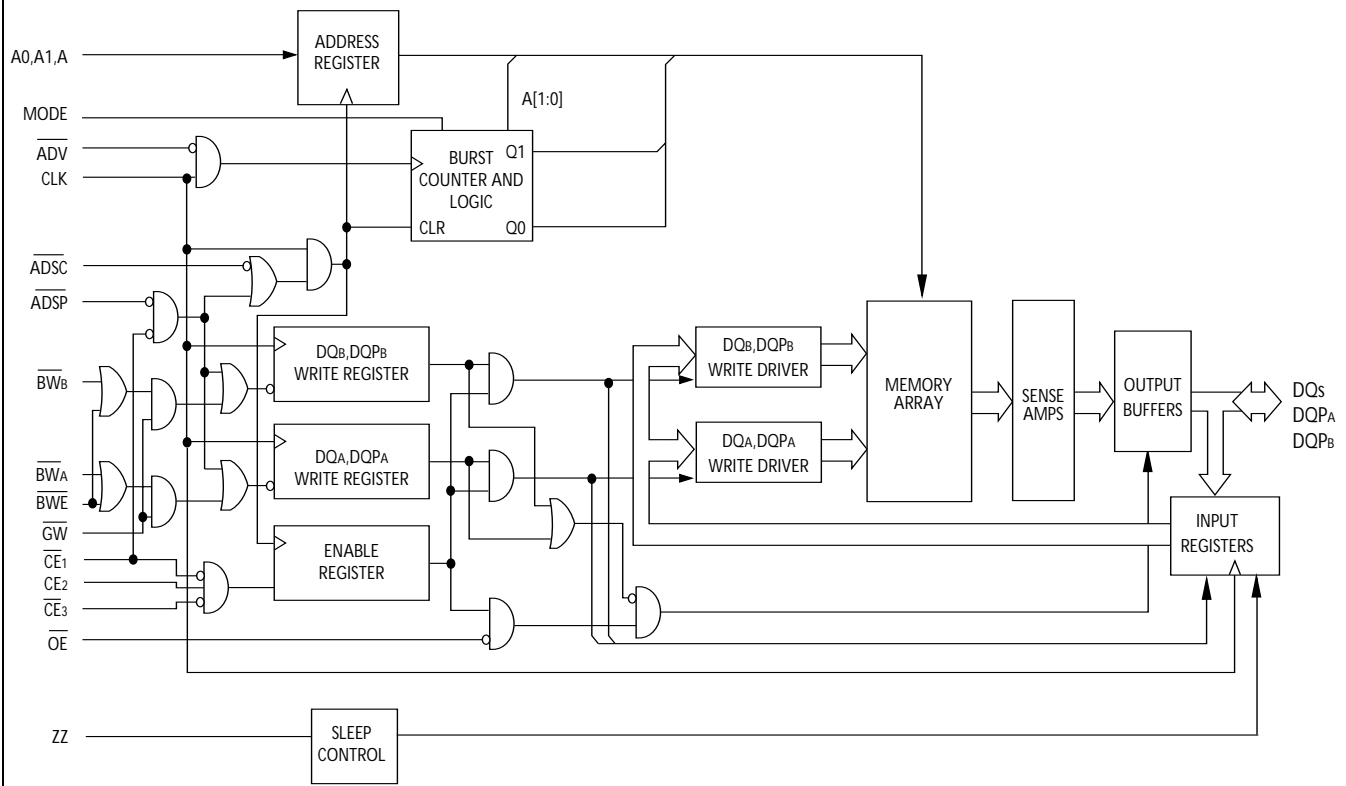 A0,A1,A
ADDRESS
REGISTER
MODE
A[1:0]
ADV
CLK
BURST
COUNTER AND
LOGIC
Q1
CLR
Q0
ADSC
ADSP
DQB,DQPB
WRITE REGISTER
DQB,DQPB
WRITE DRIVER
MEMORY
ARRAY
SENSE
AMPS
OUTPUT
BUFFERS
DQs
DQPA
DQPB
BWB
DQA,DQPA
WRITE REGISTER
DQA,DQPA
WRITE DRIVER
BWA
BWE
GW
CE1
CE2
CE3
OE
ENABLE
REGISTER
INPUT
REGISTERS
ZZ
SLEEP
CONTROL